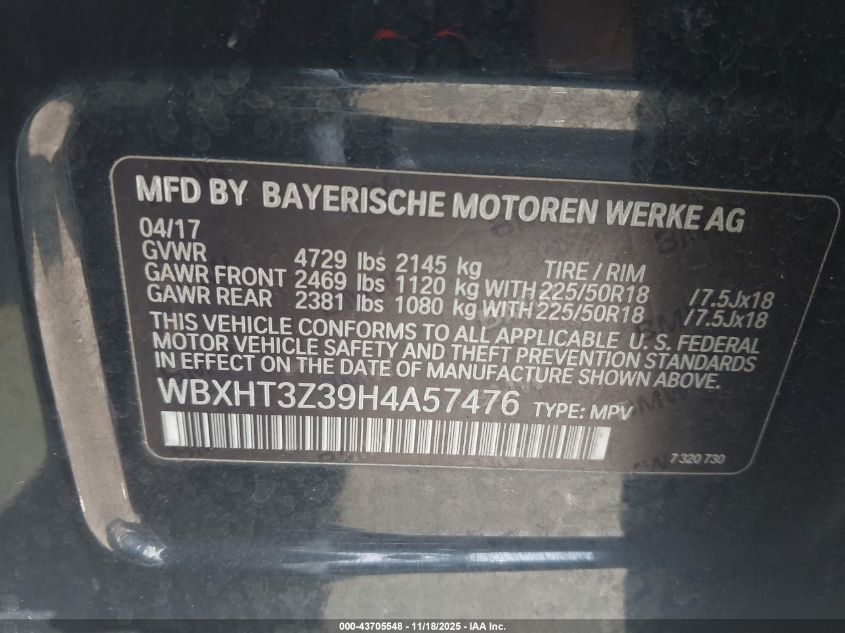 MFD BY BAYERISCHE MOTOREN WERKE AG
04/17
GVWR 4729 lbs 2145 kg TIRE / RIM
GAWR FRONT 2469 lbs 1120 kg WITH 225/50R18 /7.5Jx18
GAWR REAR 2381 lbs 1080 kg WITH 225/50R18 /7.5Jx18
THIS VEHICLE CONFORMS TO ALL APPLICABLE U. S. FEDERAL
MOTOR VEHICLE SAFETY AND THEFT PREVENTION STANDARDS
IN EFFECT ON THE DATE OF MANUFACTURE SHOWN ABOVE.
WBXHT3Z39H4A57476 TYPE: MPV
7 320 730
000-43705548 - 11/18/2025 - IAA Inc.